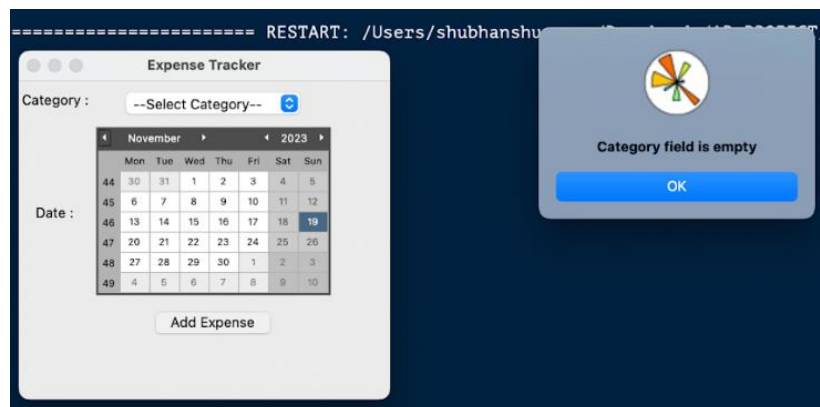 ======================= RESTART: /Users/shubhanshu
Expense Tracker
Category :
--Select Category--
November 2023
Mon Tue Wed Thu Fri Sat Sun
44 30 31 1 2 3 4 5
45 6 7 8 9 10 11 12
Date :
46 13 14 15 16 17 18 19
47 20 21 22 23 24 25 26
48 27 28 29 30 1 2 3
49 4 5 6 7 8 9 10
Add Expense
Category field is empty
OK